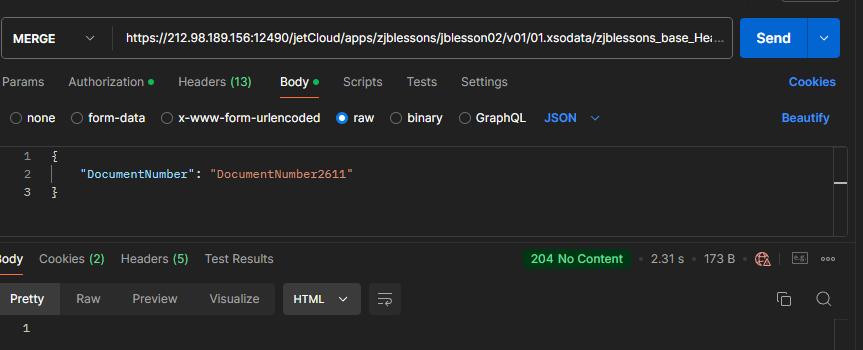 MERGE https://212.98.189.156:12490/jetCloud/apps/zjblessons/jblesson02/v01/01.xsodata/zjblessons_base_Hea... Send
Params Authorization Headers (13) Body Scripts Tests Settings Cookies
none form-data x-www-form-urlencoded raw binary GraphQL JSON Beautify
1 {
2 "DocumentNumber": "DocumentNumber2611"
3 }
Body Cookies (2) Headers (5) Test Results 204 No Content • 2.31 s • 173 B e.g.
Pretty Raw Preview Visualize HTML
1